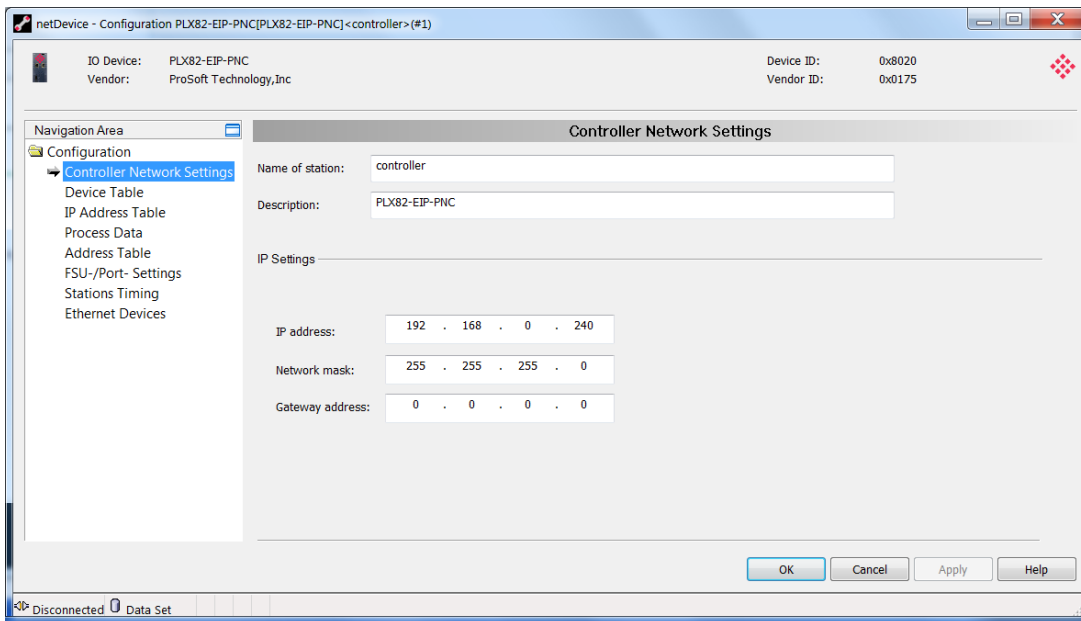 netDevice - Configuration PLX82-EIP-PNC[PLX82-EIP-PNC]<controller>(#1)
IO Device: PLX82-EIP-PNC Device ID: 0x8020
Vendor: ProSoft Technology,Inc Vendor ID: 0x0175
Navigation Area
Configuration
Controller Network Settings
Device Table
IP Address Table
Process Data
Address Table
FSU-/Port- Settings
Stations Timing
Ethernet Devices
Controller Network Settings
Name of station: controller
Description: PLX82-EIP-PNC
IP Settings
IP address: 192 . 168 . 0 . 240
Network mask: 255 . 255 . 255 . 0
Gateway address: 0 . 0 . 0 . 0
OK Cancel Apply Help
Disconnected Data Set